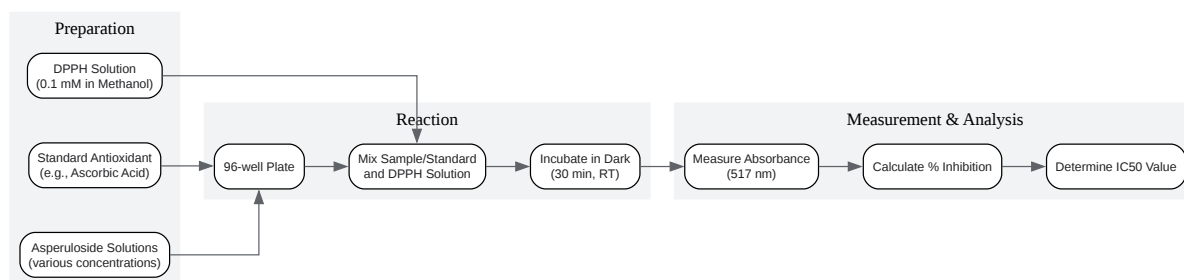 Preparation
DPPH Solution
(0.1 mM in Methanol)
Standard Antioxidant
(e.g., Ascorbic Acid)
Asperuloside Solutions
(various concentrations)
Reaction
96-well Plate
Mix Sample/Standard
and DPPH Solution
Incubate in Dark
(30 min, RT)
Measurement & Analysis
Measure Absorbance
(517 nm)
Calculate % Inhibition
Determine IC50 Value